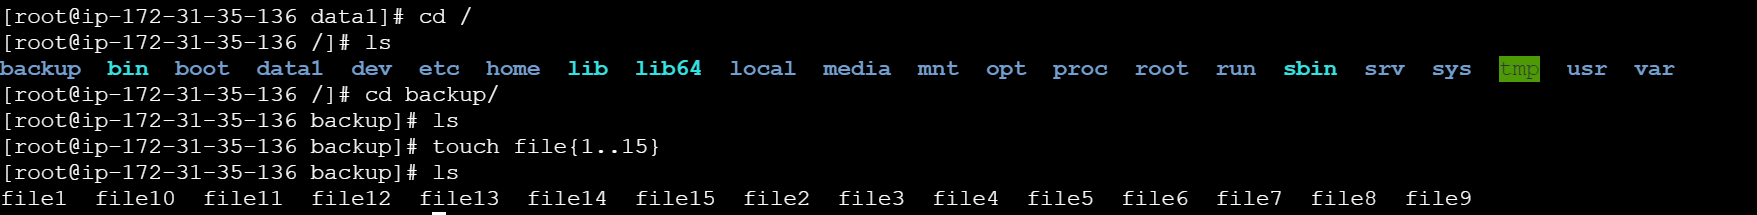 [root@ip-172-31-35-136 data1]# cd /
[root@ip-172-31-35-136 /]# ls
backup  bin  boot  data1  dev  etc  home  lib  lib64  local  media  mnt  opt  proc  root  run  sbin  srv  sys  tmp  usr  var
[root@ip-172-31-35-136 /]# cd backup/
[root@ip-172-31-35-136 backup]# ls
[root@ip-172-31-35-136 backup]# touch file{1..15}
[root@ip-172-31-35-136 backup]# ls
file1  file10  file11  file12  file13  file14  file15  file2  file3  file4  file5  file6  file7  file8  file9